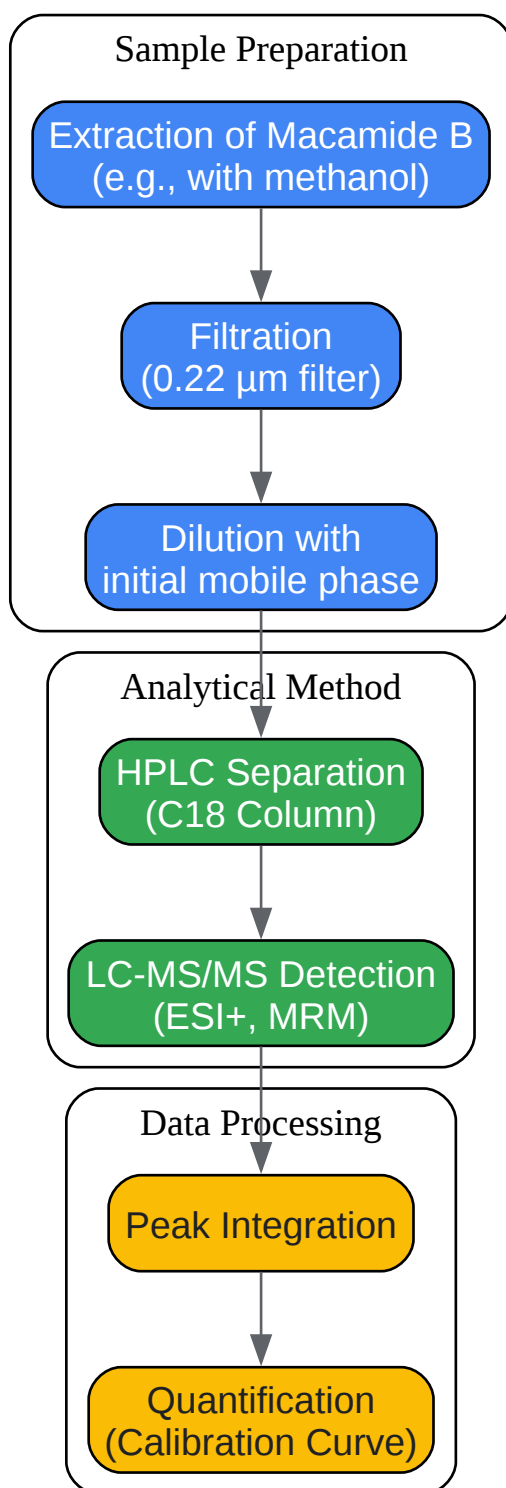 Sample Preparation
Extraction of Macamide B
(e.g., with methanol)
Filtration
(0.22 µm filter)
Dilution with
initial mobile phase
Analytical Method
HPLC Separation
(C18 Column)
LC-MS/MS Detection
(ESI+, MRM)
Data Processing
Peak Integration
Quantification
(Calibration Curve)